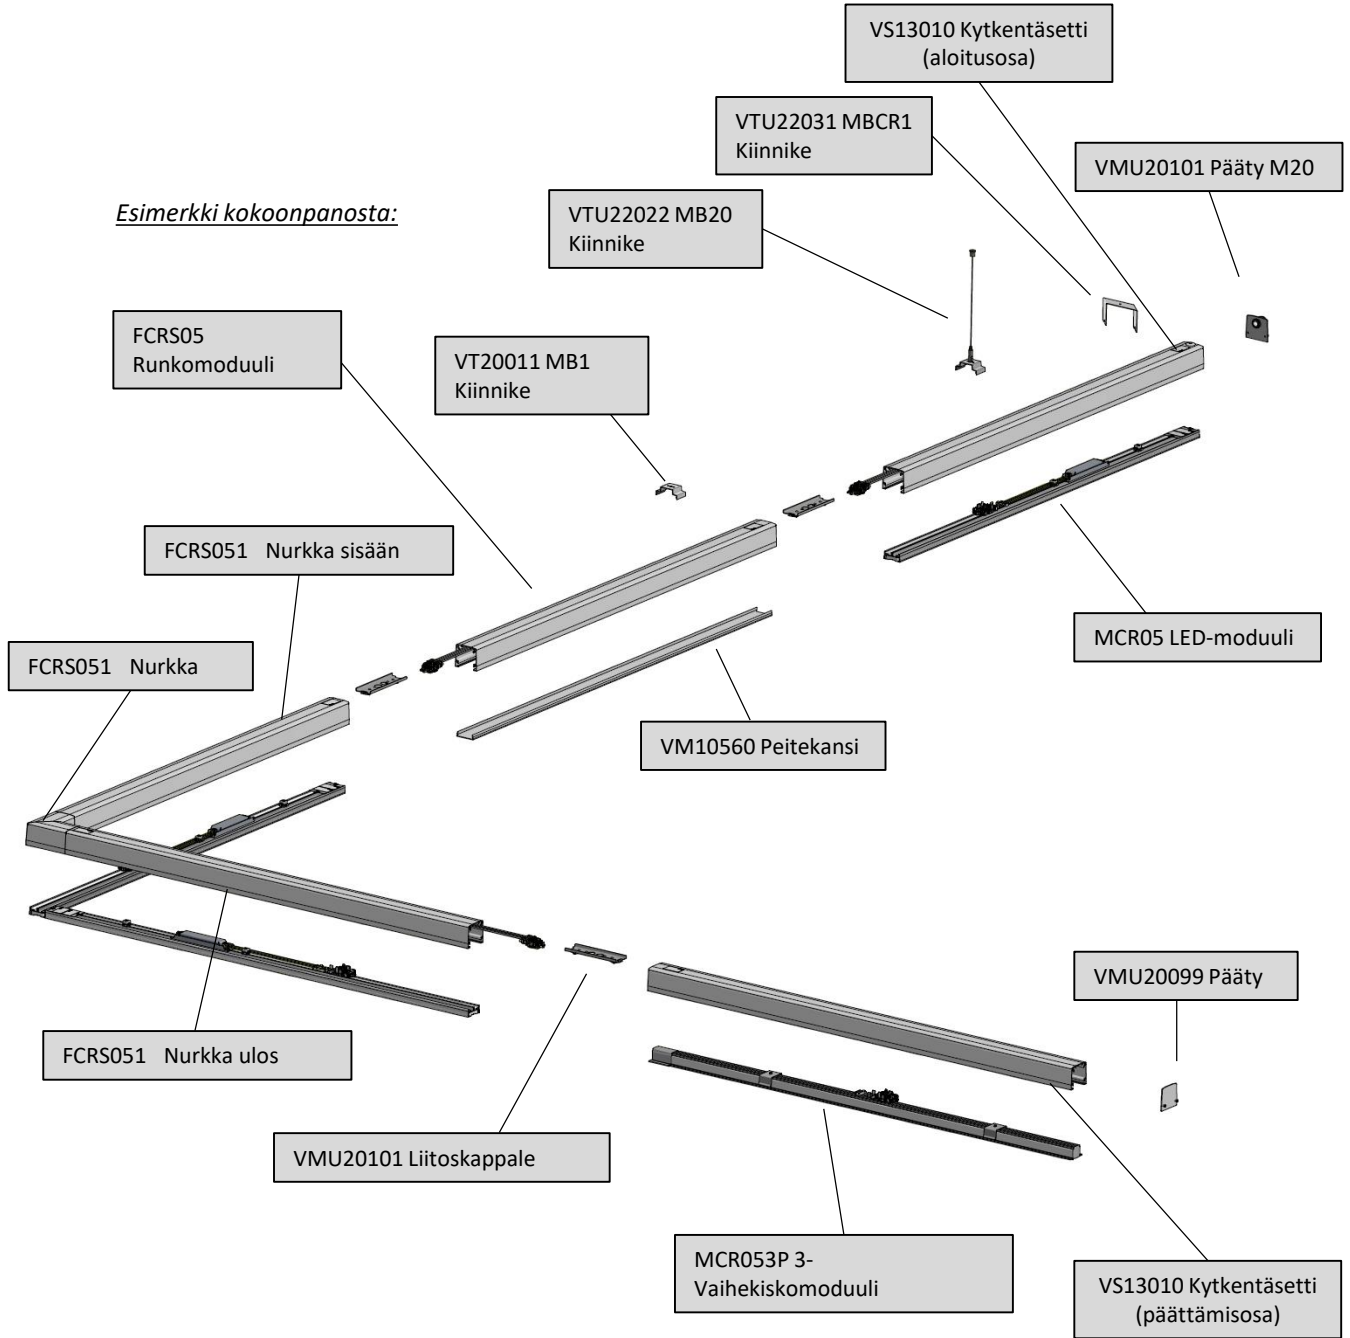 VS13010 Kytkentäsetti
(aloitusosa)
VTU22031 MBCR1
Kiinnike
VMU20101 Pääty M20
Esimerkki kokoonpanosta:
VTU22022 MB20
Kiinnike
FCRS05
Runkomoduuli
VT20011 MB1
Kiinnike
FCRS051 Nurkka sisään
MCR05 LED-moduuli
FCRS051 Nurkka
VM10560 Peitekansi
VMU20099 Pääty
FCRS051 Nurkka ulos
VMU20101 Liitoskappale
MCR053P 3-
Vaihekiskomoduuli
VS13010 Kytkentäsetti
(päättämisosa)